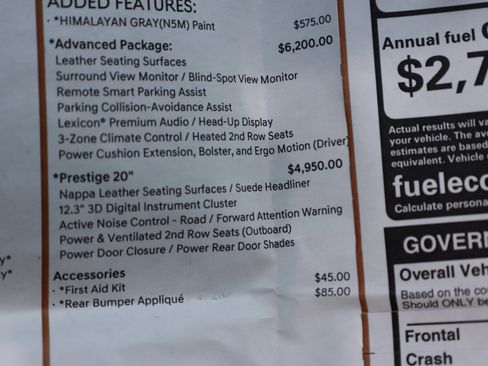 ADDED FEATURES:
· *HIMALAYAN GRAY(N5M) Paint $575.00
*Advanced Package: $6,200.00
Leather Seating Surfaces
Surround View Monitor / Blind-Spot View Monitor
Remote Smart Parking Assist
Parking Collision-Avoidance Assist
Lexicon® Premium Audio / Head-Up Display
3-Zone Climate Control / Heated 2nd Row Seats
Power Cushion Extension, Bolster, and Ergo Motion (Driver)
*Prestige 20" $4,950.00
Nappa Leather Seating Surfaces / Suede Headliner
12.3" 3D Digital Instrument Cluster
Active Noise Control - Road / Forward Attention Warning
Power & Ventilated 2nd Row Seats (Outboard)
Power Door Closure / Power Rear Door Shades
Accessories
· *First Aid Kit $45.00
· *Rear Bumper Appliqué $85.00
Annual fuel
$2,7
Actual results will va
your vehicle. The ave
estimates are based
equivalent. Vehicle
fueleco
Calculate persona
GOVERN
Overall Veh
Based on the co
Should ONLY be
Frontal
Crash